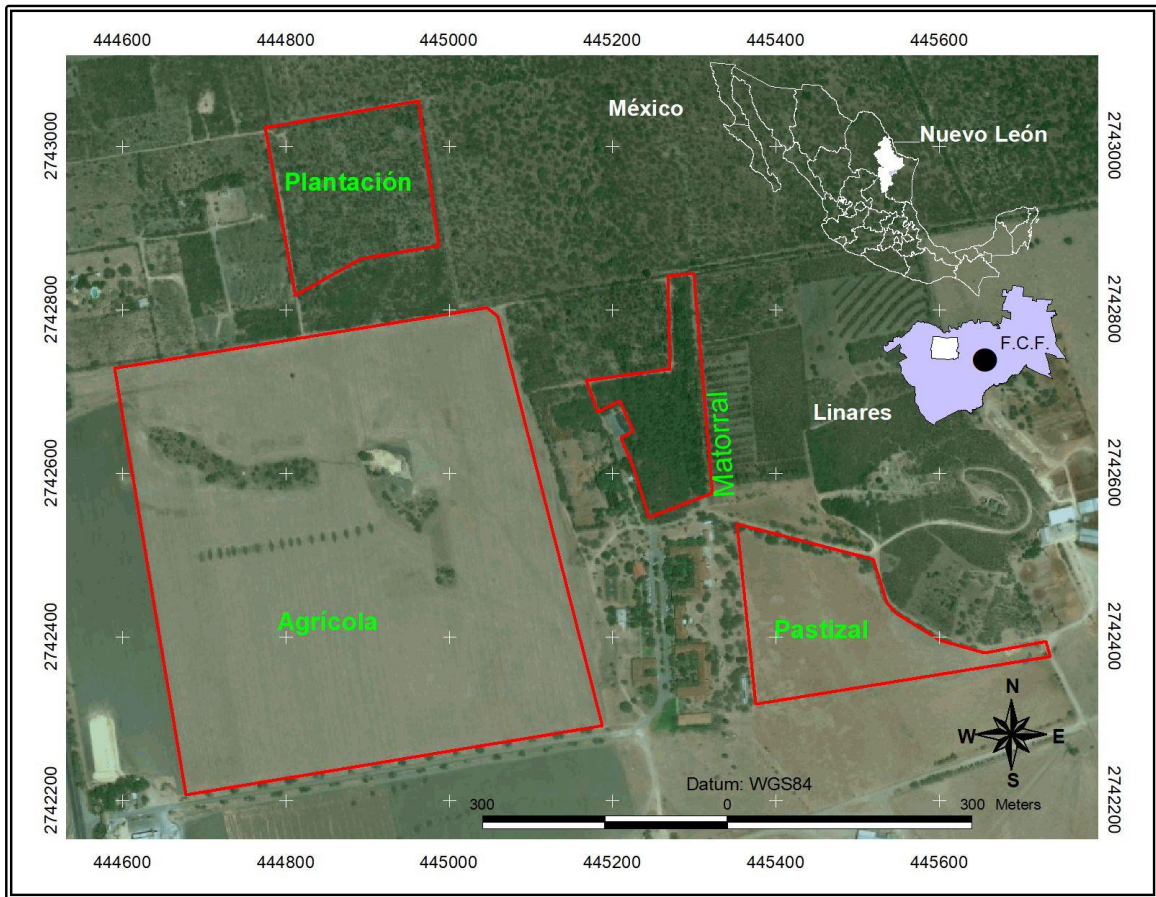 444600 444800 445000 445200 445400 445600
México
Nuevo León
2743000 2743000
Plantación
2742800 2742800
F.C.F.
Linares
Matorral
2742600 2742600
Agrícola
Pastizal
2742400 2742400
N
W E
S
Datum: WGS84
300 0 300 Meters
2742200 2742200
444600 444800 445000 445200 445400 445600